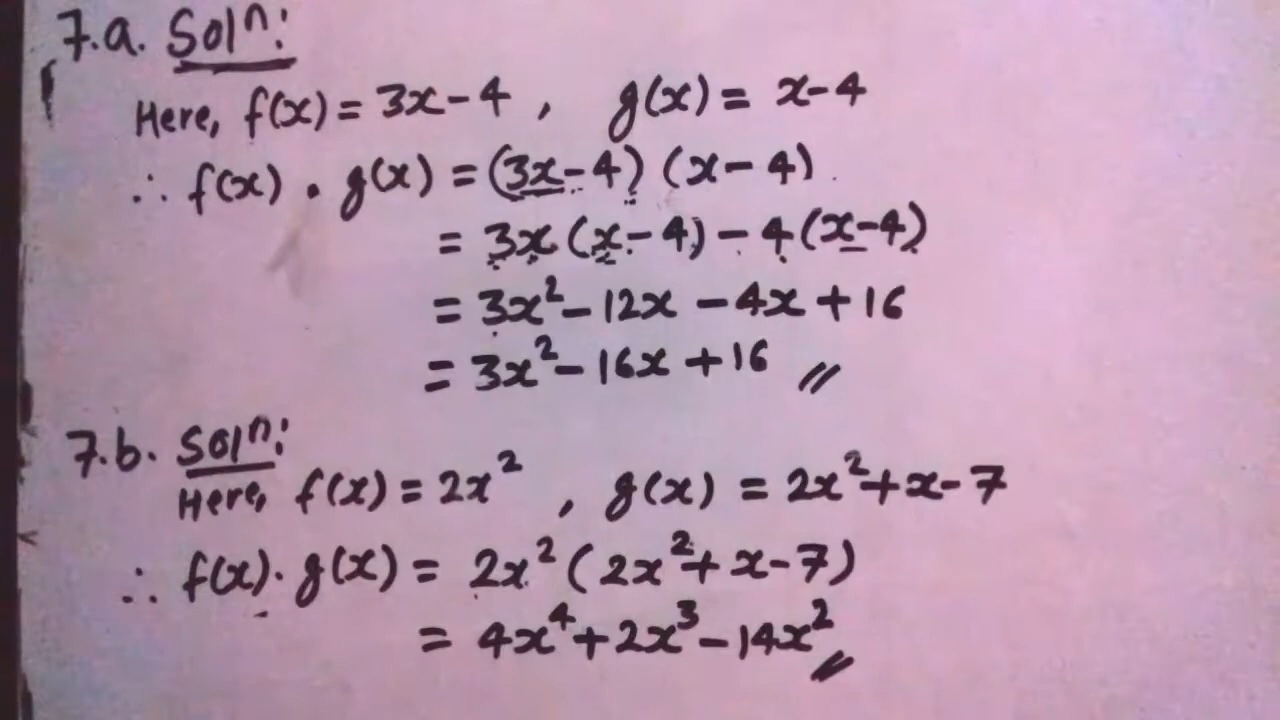 7.a. Solⁿ:
Here, f(x) = 3x-4 , g(x) = x-4
∴ f(x) . g(x) = (3x-4) (x-4)
= 3x (x-4) - 4 (x-4)
= 3x² - 12x - 4x + 16
= 3x² - 16x + 16 //
7.b. Solⁿ:
Here, f(x) = 2x² , g(x) = 2x²+x-7
∴ f(x). g(x) = 2x² (2x²+x-7)
= 4x⁴+2x³-14x² //